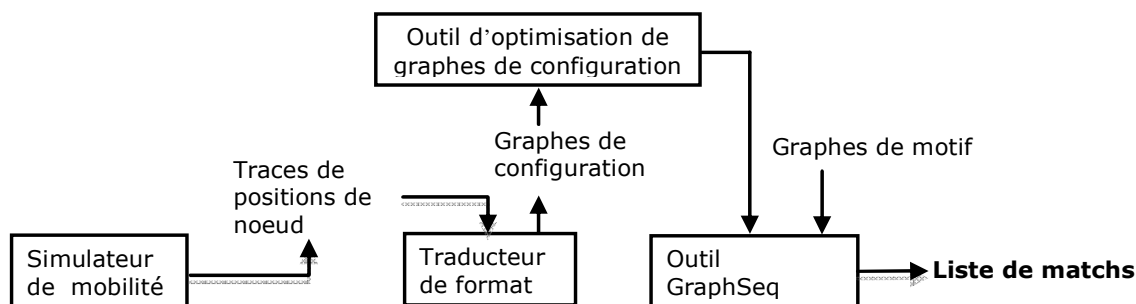 Outil d'optimisation de
graphes de configuration
Graphes de
configuration
Graphes de motif
Traces de
positions de
noeud
Simulateur
de mobilité
Traducteur
de format
Outil
GraphSeq
Liste de matchs